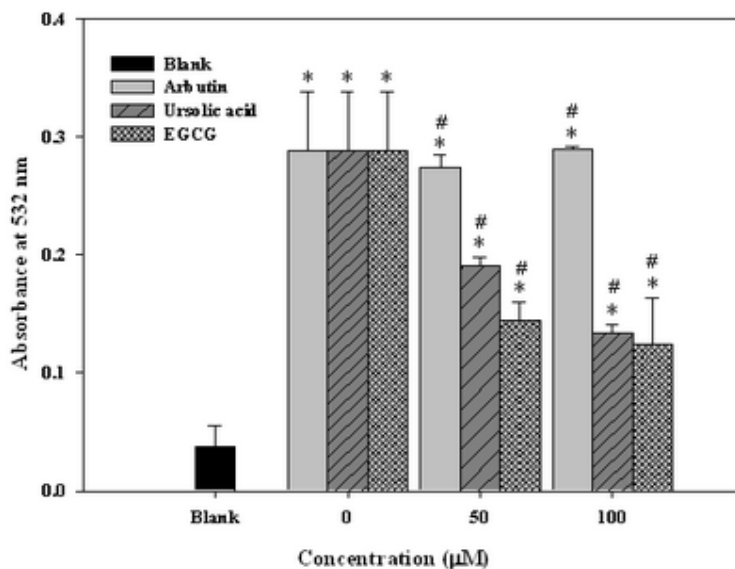 0.4
Blank
Arbutin
Ursolic acid
EGCG
* * *
# # 
* *
0.3
#
*
#
*
#
*
#
*
0.2
0.1
0.0
Absorbance at 532 nm
Blank 0 50 100
Concentration (μM)